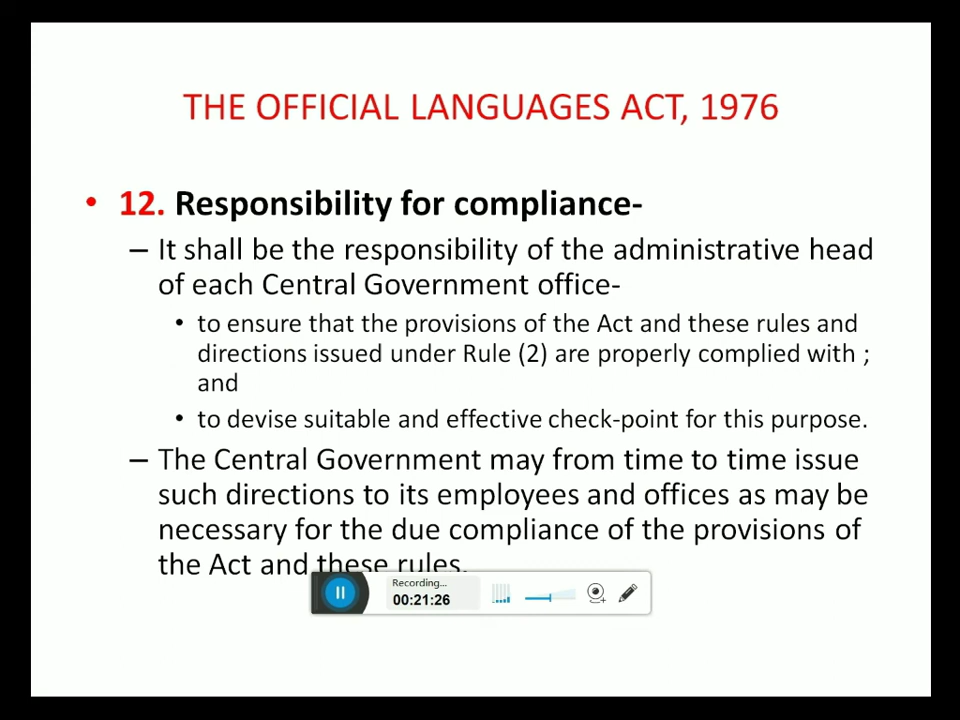 THE OFFICIAL LANGUAGES ACT, 1976
• 12. Responsibility for compliance-
– It shall be the responsibility of the administrative head
of each Central Government office-
• to ensure that the provisions of the Act and these rules and
directions issued under Rule (2) are properly complied with ;
and
• to devise suitable and effective check-point for this purpose.
– The Central Government may from time to time issue
such directions to its employees and offices as may be
necessary for the due compliance of the provisions of
the Act and these rules.
Recording...
00:21:26